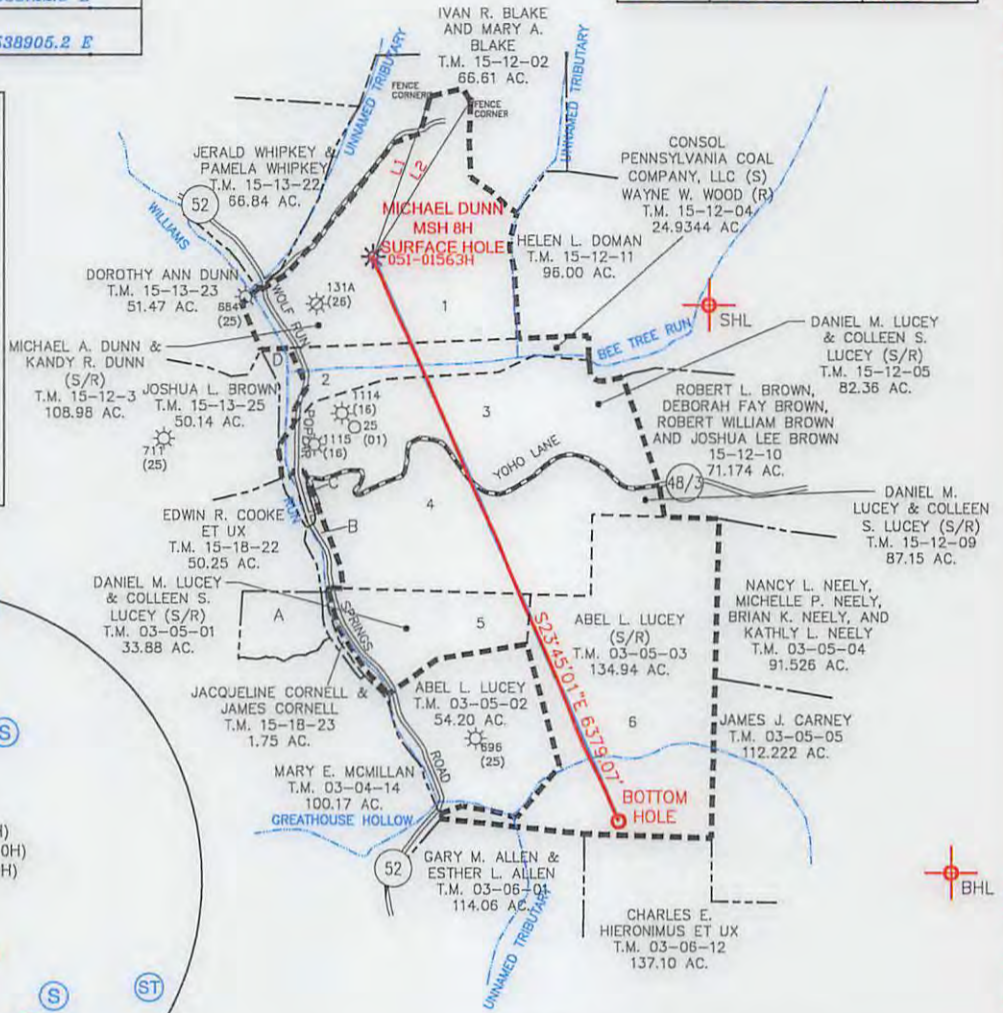 538905.2 E
IVAN R. BLAKE
AND MARY A.
BLAKE
T.M. 15-12-02
66.61 AC.
UNNAMED TRIBUTARY
UNNAMED TRIBUTARY
FENCE
CORNER
FENCE
CORNER
L1
L2
JERALD WHIPKEY &
PAMELA WHIPKEY
T.M. 15-13-22
66.84 AC.
52
WILLIAMS
CONSOL
PENNSYLVANIA COAL
COMPANY, LLC (S)
WAYNE W. WOOD (R)
T.M. 15-12-04
24.9344 AC.
MICHAEL DUNN
MSH 8H
SURFACE HOLE
051-01563H
HELEN L. DOMAN
T.M. 15-12-11
96.00 AC.
DOROTHY ANN DUNN
T.M. 15-13-23
51.47 AC.
684
(25)
WOLF RUN
131A
(26)
1
SHL
BEE TREE RUN
DANIEL M. LUCEY
& COLLEEN S.
LUCEY (S/R)
T.M. 15-12-05
82.36 AC.
MICHAEL A. DUNN &
KANDY R. DUNN
(S/R)
T.M. 15-12-3
108.98 AC.
D
2
JOSHUA L. BROWN
T.M. 15-13-25
50.14 AC.
711
(25)
1114
(16)
25
(01)
1115
(16)
3
POPLAR
ROBERT L. BROWN,
DEBORAH FAY BROWN,
ROBERT WILLIAM BROWN
AND JOSHUA LEE BROWN
15-12-10
71.174 AC.
YOHO LANE
48/3
C
4
B
RUN
DANIEL M.
LUCEY & COLLEEN
S. LUCEY (S/R)
T.M. 15-12-09
87.15 AC.
EDWIN R. COOKE
ET UX
T.M. 15-18-22
50.25 AC.
DANIEL M. LUCEY
& COLLEEN S.
LUCEY (S/R)
T.M. 03-05-01
33.88 AC.
A
SPRINGS
5
ABEL L. LUCEY
(S/R)
T.M. 03-05-03
134.94 AC.
S23°45'01"E 6379.07'
NANCY L. NEELY,
MICHELLE P. NEELY,
BRIAN K. NEELY, AND
KATHLY L. NEELY
T.M. 03-05-04
91.526 AC.
JACQUELINE CORNELL &
JAMES CORNELL
T.M. 15-18-23
1.75 AC.
ABEL L. LUCEY
T.M. 03-05-02
54.20 AC.
696
(25)
6
JAMES J. CARNEY
T.M. 03-05-05
112.222 AC.
ROAD
MARY E. MCMILLAN
T.M. 03-04-14
100.17 AC.
GREATHOUSE HOLLOW
BOTTOM
HOLE
52
GARY M. ALLEN &
ESTHER L. ALLEN
T.M. 03-06-01
114.06 AC.
UNNAMED TRIBUTARY
CHARLES E.
HIERONIMUS ET UX
T.M. 03-06-12
137.10 AC.
BHL
S
H)
0H)
H)
S
ST